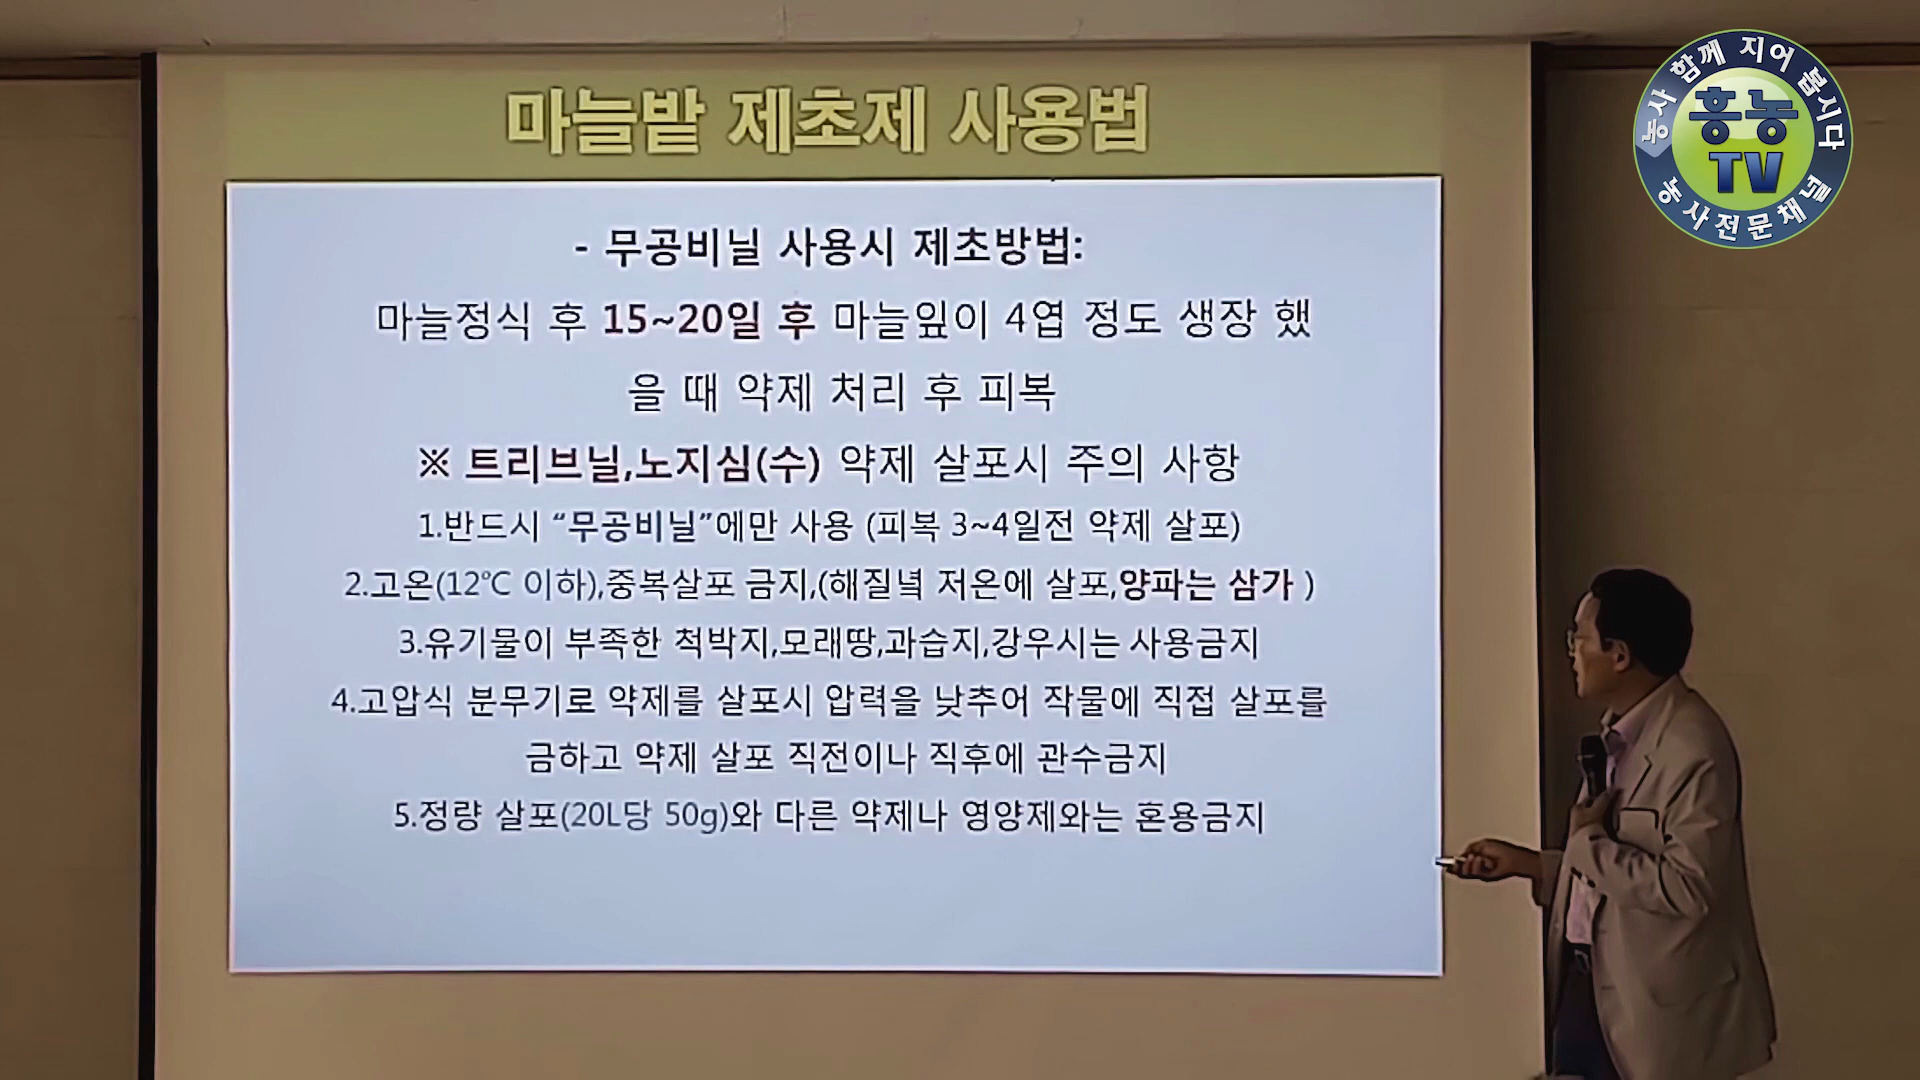 마늘밭 제초제 사용법
- 무공비닐 사용시 제초방법:
마늘정식 후 15~20일 후 마늘잎이 4엽 정도 생장 했
을 때 약제 처리 후 피복
※ 트리브닐,노지심(수) 약제 살포시 주의 사항
1.반드시 “무공비닐”에만 사용 (피복 3~4일전 약제 살포)
2.고온(12℃ 이하),중복살포 금지,(해질녘 저온에 살포,양파는 삼가 )
3.유기물이 부족한 척박지,모래땅,과습지,강우시는 사용금지
4.고압식 분무기로 약제를 살포시 압력을 낮추어 작물에 직접 살포를
금하고 약제 살포 직전이나 직후에 관수금지
5.정량 살포(20L당 50g)와 다른 약제나 영양제와는 혼용금지
농사 함께 지어 봅시다
흥농
TV
농사전문채널